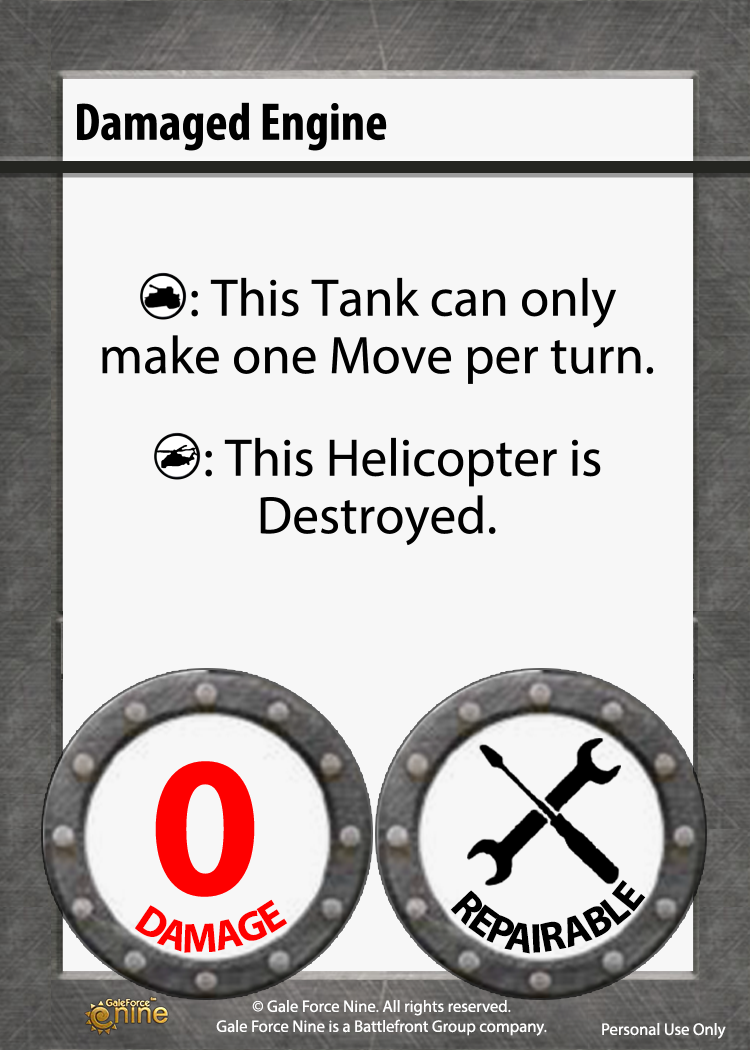 Damaged Engine
: This Tank can only
make one Move per turn.
: This Helicopter is
Destroyed.
0
DAMAGE
REPAIRABLE
GaleForce™
nine
© Gale Force Nine. All rights reserved.
Gale Force Nine is a Battlefront Group company.
Personal Use Only